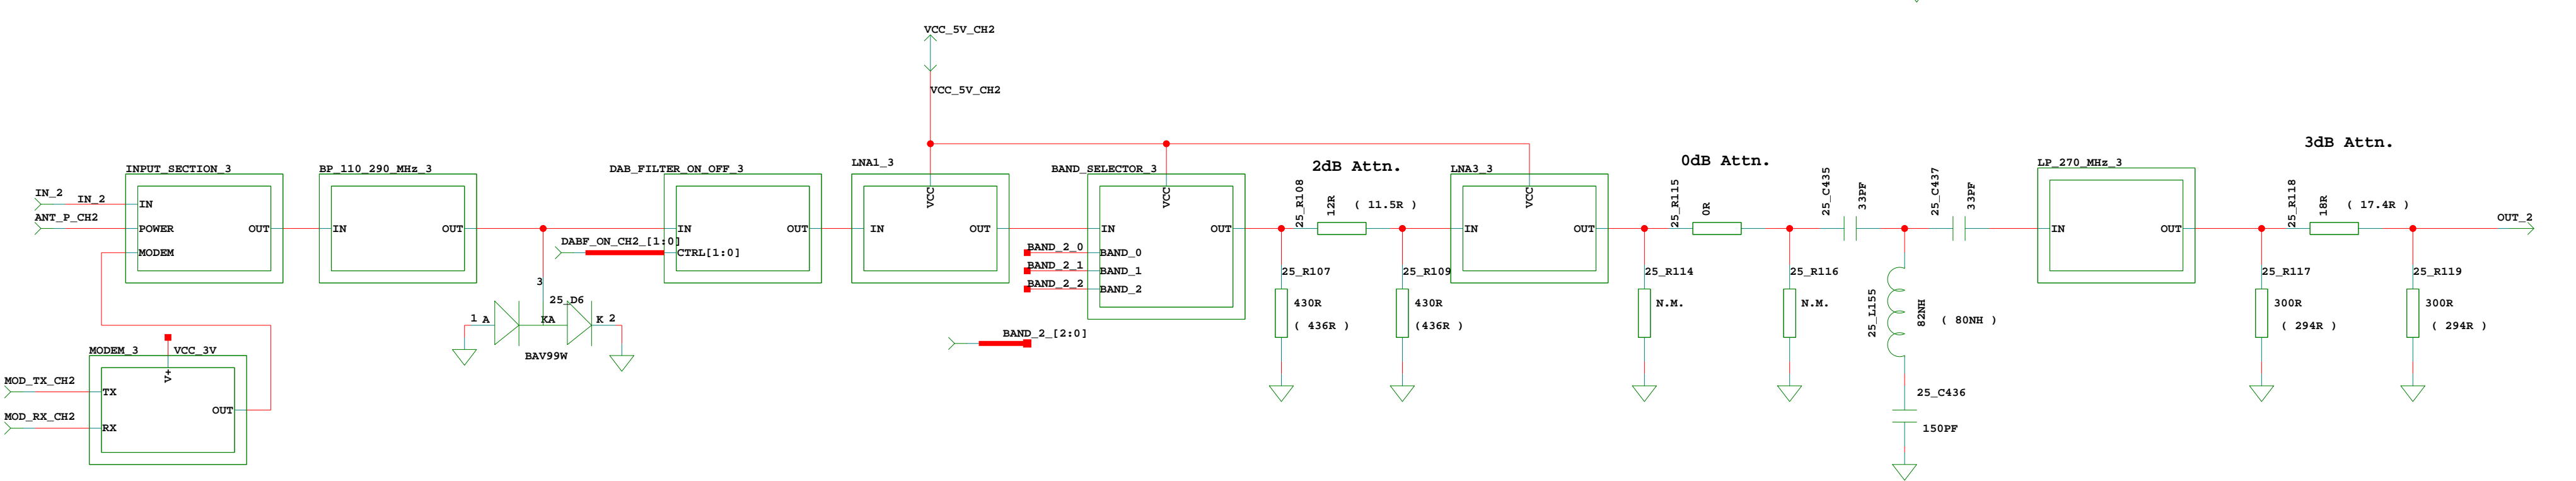 VCC_5V_CH2
VCC_5V_CH2
INPUT_SECTION_3
IN_2
IN_2
ANT_P_CH2
IN
POWER
MODEM
OUT
BP_110_290_MHz_3
IN
OUT
DAB_FILTER_ON_OFF_3
DABF_ON_CH2_[1:0]
IN
CTRL[1:0]
OUT
3
25_D6
1
A
KA
K
2
BAV99W
LNA1_3
VCC
IN
OUT
BAND_SELECTOR_3
VCC
BAND_2_0
BAND_2_1
BAND_2_2
IN
BAND_0
BAND_1
BAND_2
OUT
BAND_2_[2:0]
2dB Attn.
25_R108
12R
( 11.5R )
25_R107
430R
( 436R )
25_R109
430R
(436R )
LNA3_3
VCC
IN
OUT
0dB Attn.
25_R115
0R
25_R114
N.M.
25_R116
N.M.
25_C435
33PF
25_C437
33PF
25_L155
82NH
( 80NH )
25_C436
150PF
LP_270_MHz_3
IN
OUT
3dB Attn.
25_R118
18R
( 17.4R )
OUT_2
25_R117
300R
( 294R )
25_R119
300R
( 294R )
MODEM_3
VCC_3V
V+
MOD_TX_CH2
MOD_RX_CH2
TX
RX
OUT